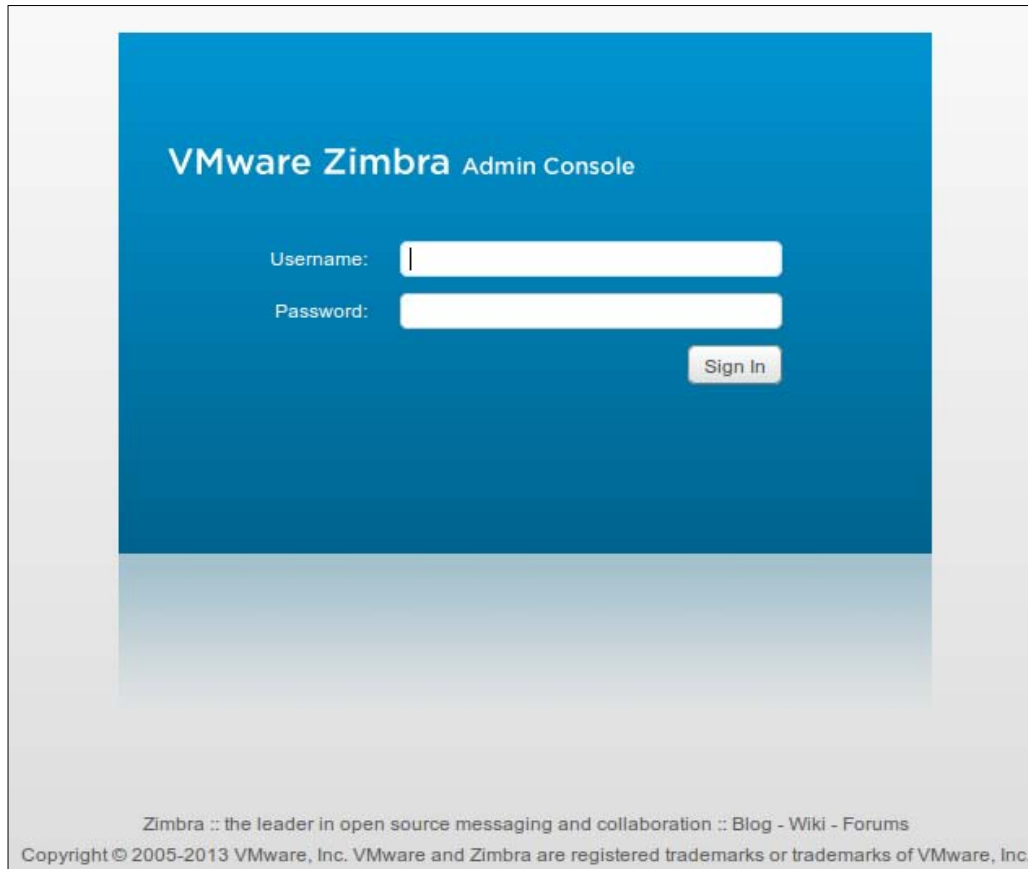 VMware Zimbra Admin Console
Username:
Password:
Sign In
Zimbra :: the leader in open source messaging and collaboration :: Blog - Wiki - Forums
Copyright © 2005-2013 VMware, Inc. VMware and Zimbra are registered trademarks or trademarks of VMware, Inc.